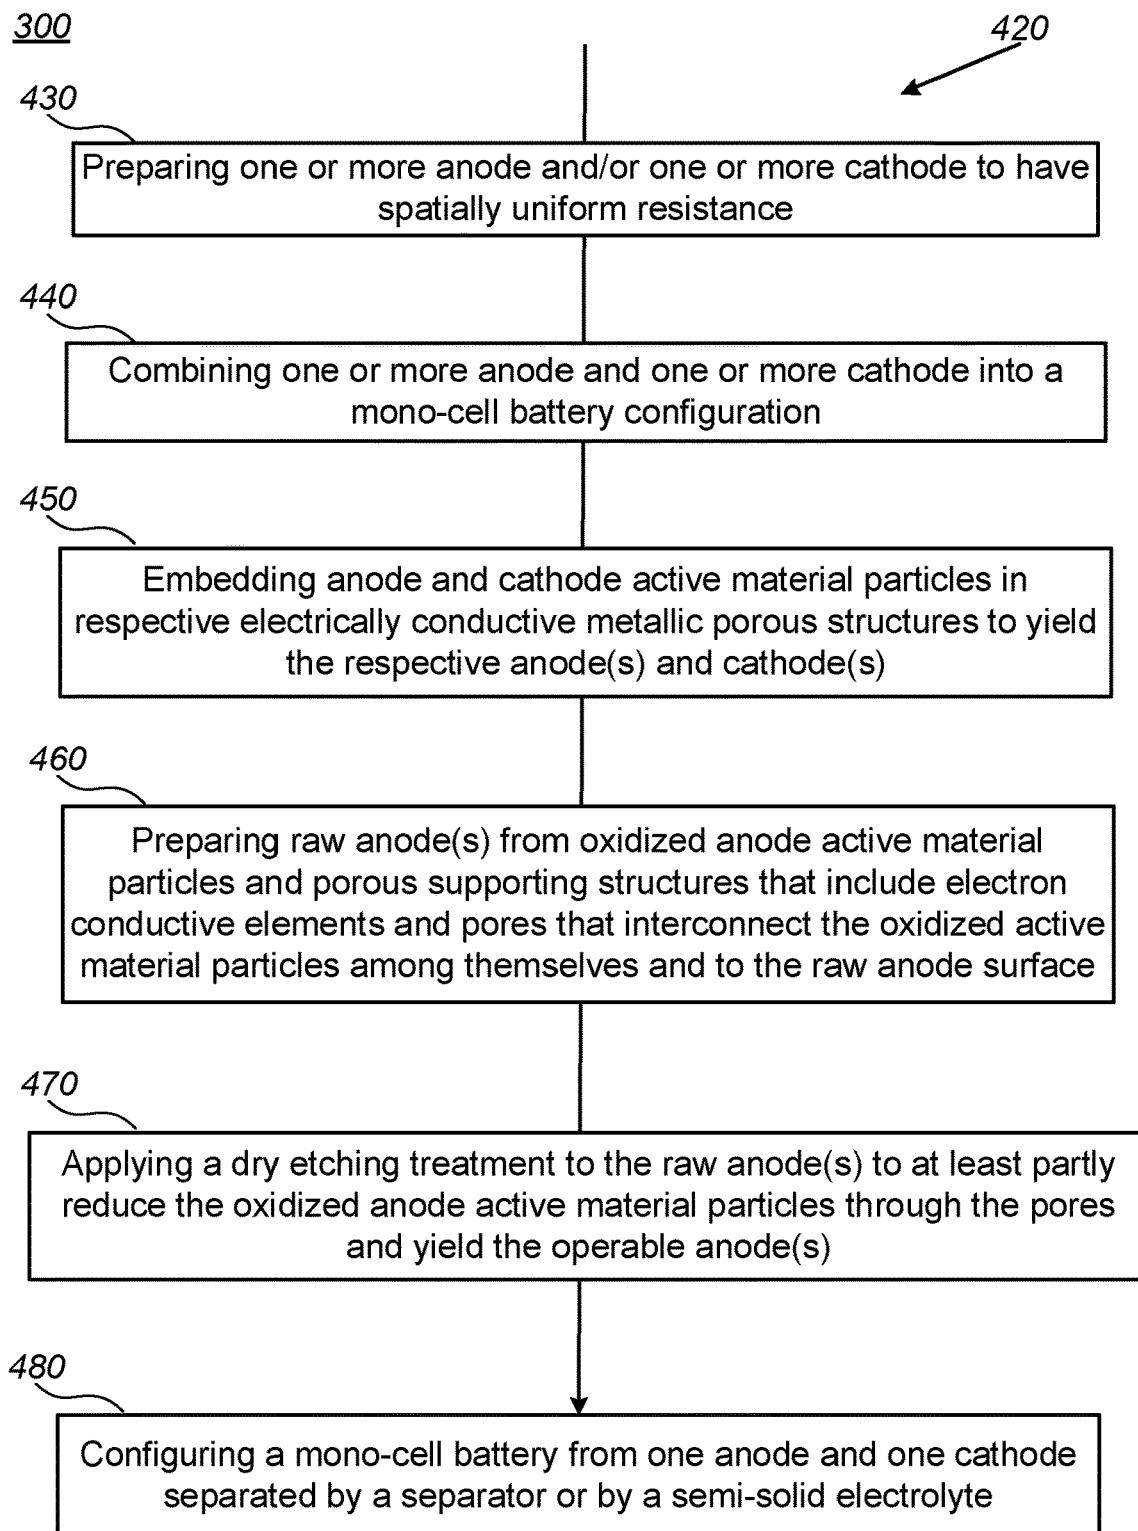 300
420
430
Preparing one or more anode and/or one or more cathode to have
spatially uniform resistance
440
Combining one or more anode and one or more cathode into a
mono-cell battery configuration
450
Embedding anode and cathode active material particles in
respective electrically conductive metallic porous structures to yield
the respective anode(s) and cathode(s)
460
Preparing raw anode(s) from oxidized anode active material
particles and porous supporting structures that include electron
conductive elements and pores that interconnect the oxidized active
material particles among themselves and to the raw anode surface
470
Applying a dry etching treatment to the raw anode(s) to at least partly
reduce the oxidized anode active material particles through the pores
and yield the operable anode(s)
480
Configuring a mono-cell battery from one anode and one cathode
separated by a separator or by a semi-solid electrolyte